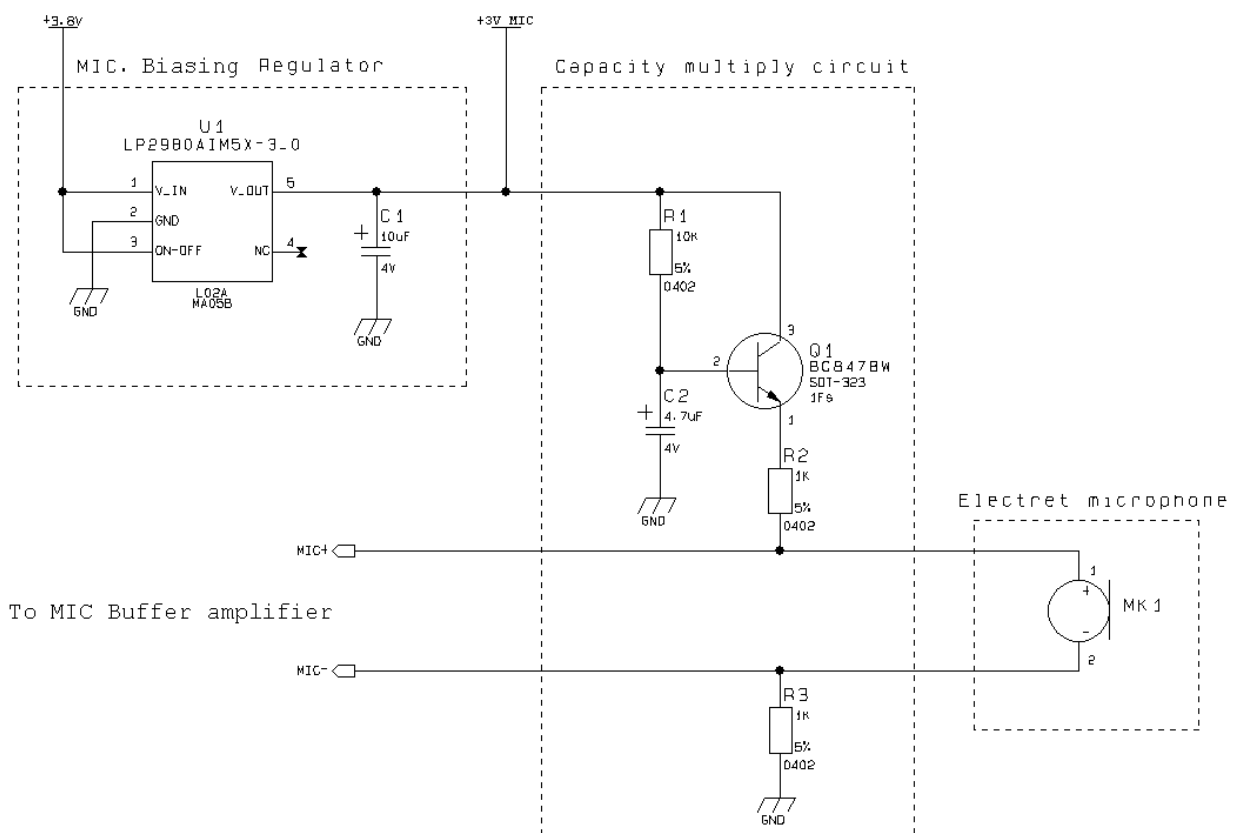 +3.8V
+3V MIC
MIC. Biasing Regulator
Capacity multiply circuit
U1
LP2980AIM5X-3_0
1
V_IN
V_OUT
5
2
GND
3
ON-OFF
NC
4
L02A
MA05B
GND
C1
+
10uF
4V
GND
R1
10K
5%
0402
3
2
Q1
BC847BW
SOT-323
1Fs
1
C2
+
4.7uF
4V
GND
R2
1K
5%
0402
Electret microphone
MIC+
1
+
MK1
-
2
To MIC Buffer amplifier
MIC-
R3
1K
5%
0402
GND